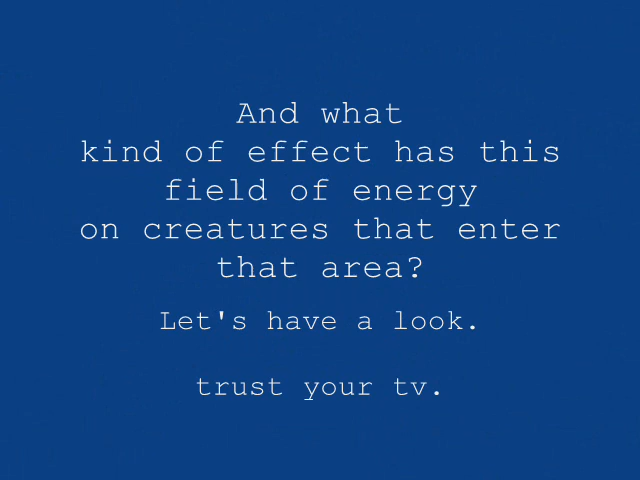 And what
kind of effect has this
field of energy
on creatures that enter
that area?
Let's have a look.
trust your tv.